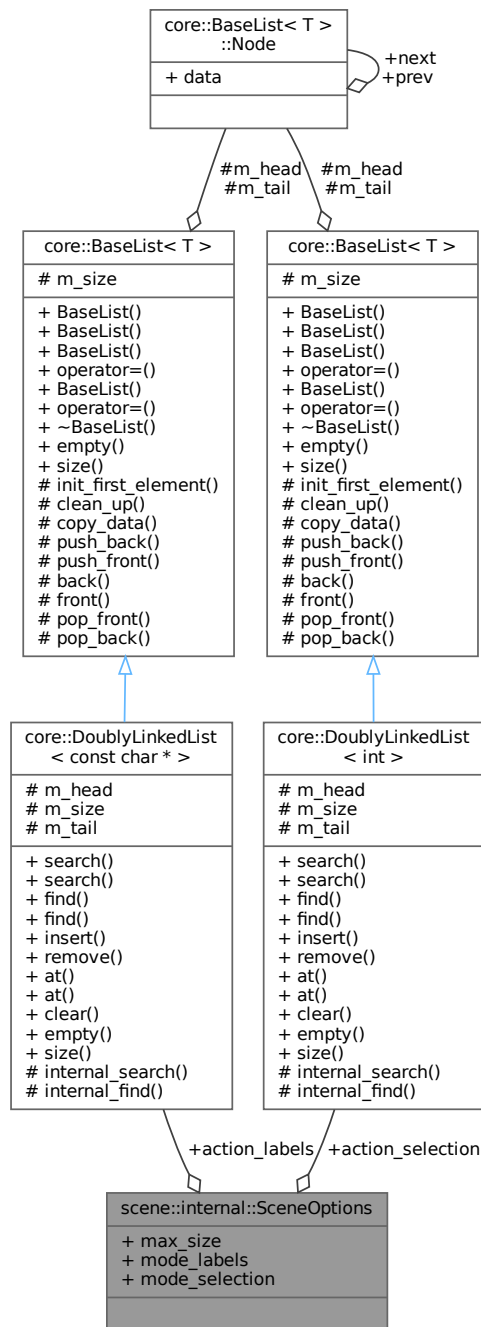 core::BaseList< T >
::Node
+ data
+next
+prev
#m_head
#m_tail
#m_head
#m_tail
core::BaseList< T >
# m_size
+ BaseList()
+ BaseList()
+ BaseList()
+ operator=()
+ BaseList()
+ operator=()
+ ~BaseList()
+ empty()
+ size()
# init_first_element()
# clean_up()
# copy_data()
# push_back()
# push_front()
# back()
# front()
# pop_front()
# pop_back()
core::BaseList< T >
# m_size
+ BaseList()
+ BaseList()
+ BaseList()
+ operator=()
+ BaseList()
+ operator=()
+ ~BaseList()
+ empty()
+ size()
# init_first_element()
# clean_up()
# copy_data()
# push_back()
# push_front()
# back()
# front()
# pop_front()
# pop_back()
core::DoublyLinkedList
< const char * >
# m_head
# m_size
# m_tail
+ search()
+ search()
+ find()
+ find()
+ insert()
+ remove()
+ at()
+ at()
+ clear()
+ empty()
+ size()
# internal_search()
# internal_find()
core::DoublyLinkedList
< int >
# m_head
# m_size
# m_tail
+ search()
+ search()
+ find()
+ find()
+ insert()
+ remove()
+ at()
+ at()
+ clear()
+ empty()
+ size()
# internal_search()
# internal_find()
+action_labels
+action_selection
scene::internal::SceneOptions
+ max_size
+ mode_labels
+ mode_selection